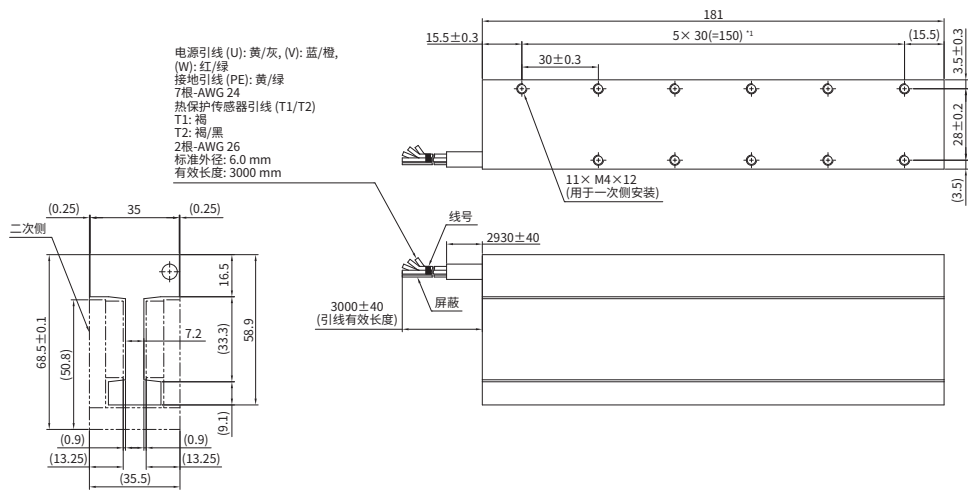 181
15.5±0.3
5× 30(=150) *1
(15.5)
30±0.3
3.5±0.3
28±0.2
(3.5)
11× M4×12
(用于一次侧安装)
电源引线 (U): 黄/灰, (V): 蓝/橙,
(W): 红/绿
接地引线 (PE): 黄/绿
7根-AWG 24
热保护传感器引线 (T1/T2)
T1: 褐
T2: 褐/黑
2根-AWG 26
标准外径: 6.0 mm
有效长度: 3000 mm
(0.25)
35
(0.25)
二次侧
线号
2930±40
屏蔽
3000±40
(引线有效长度)
16.5
58.9
(33.3)
7.2
68.5±0.1
(50.8)
(9.1)
(0.9)
(0.9)
(13.25)
(13.25)
(35.5)